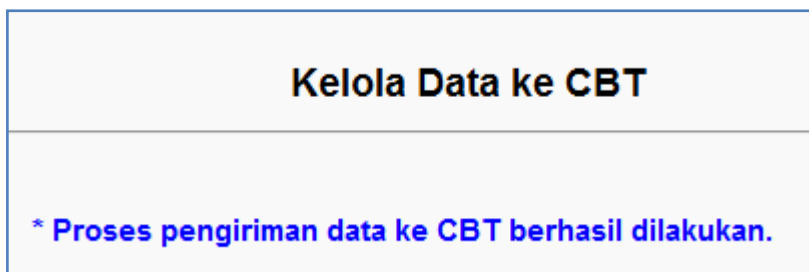 Kelola Data ke CBT
* Proses pengiriman data ke CBT berhasil dilakukan.